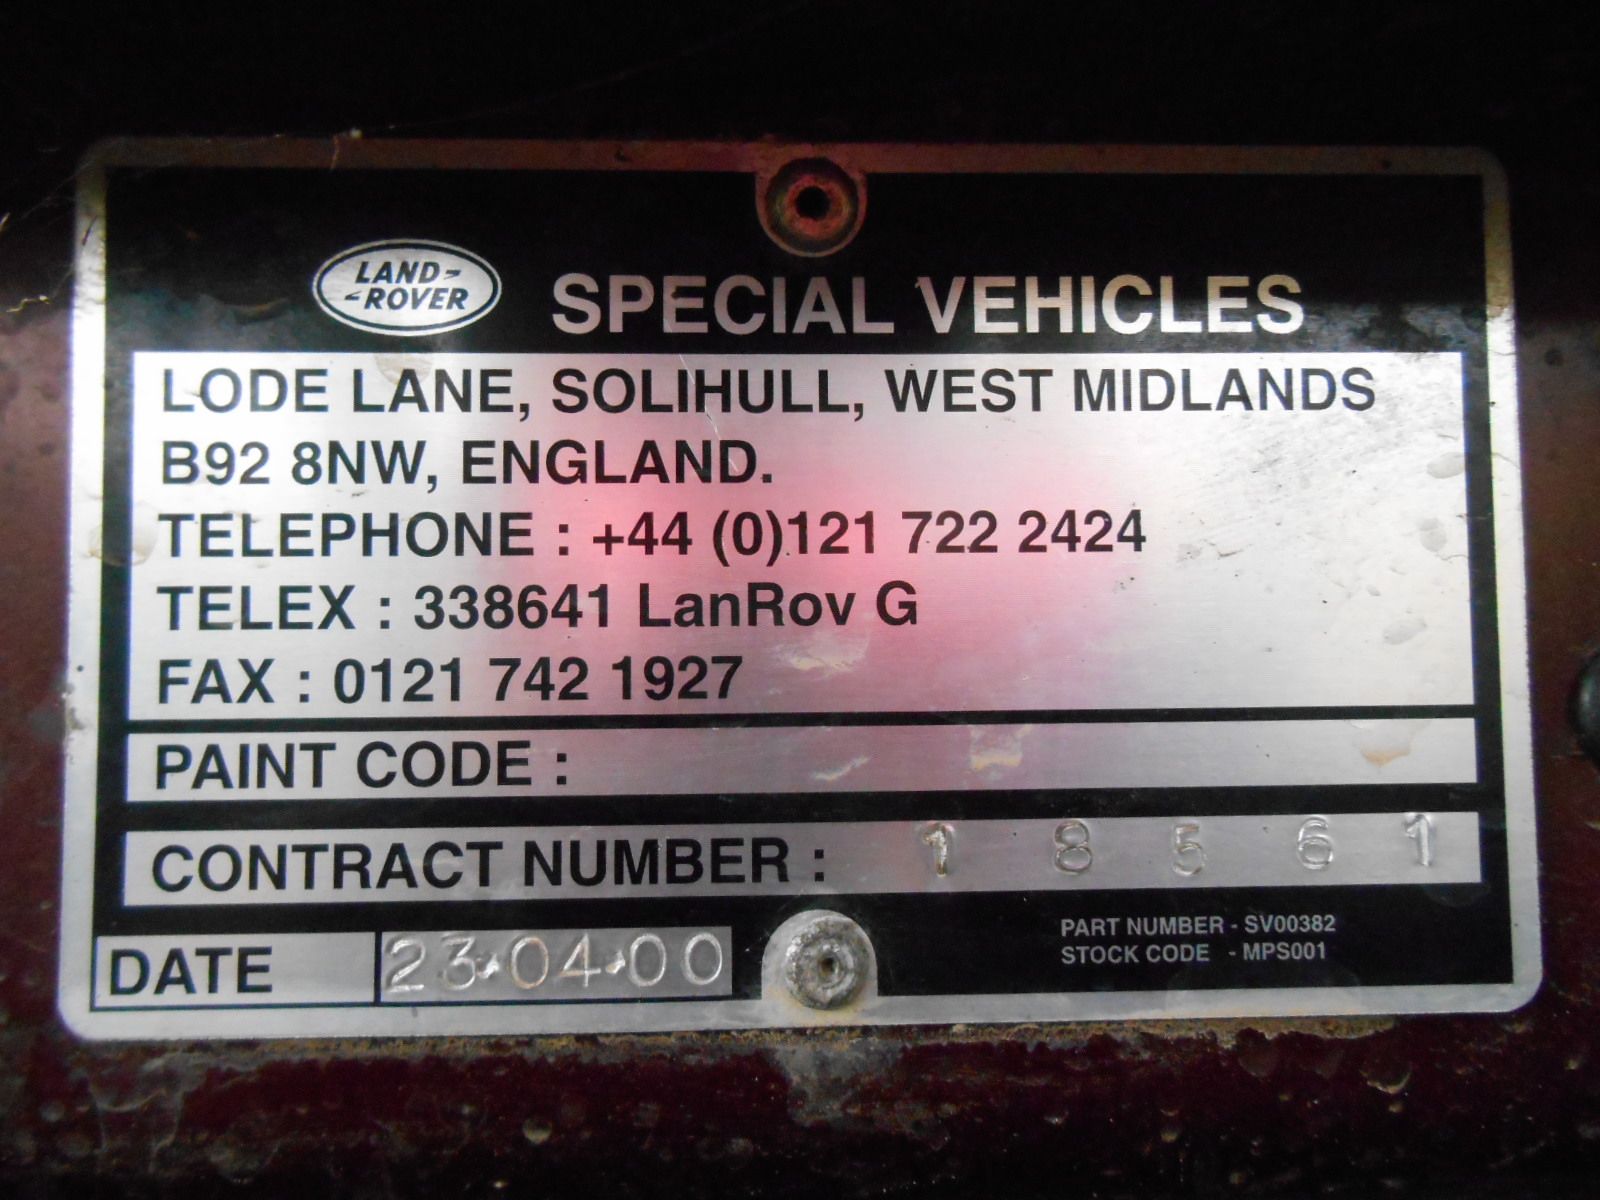 LAND-
-ROVER
SPECIAL VEHICLES
LODE LANE, SOLIHULL, WEST MIDLANDS
B92 8NW, ENGLAND.
TELEPHONE : +44 (0)121 722 2424
TELEX : 338641 LanRov G
FAX : 0121 742 1927
PAINT CODE :
CONTRACT NUMBER : 1 8 5 6 1
PART NUMBER - SV00382
STOCK CODE - MPS001
DATE 23·04·00